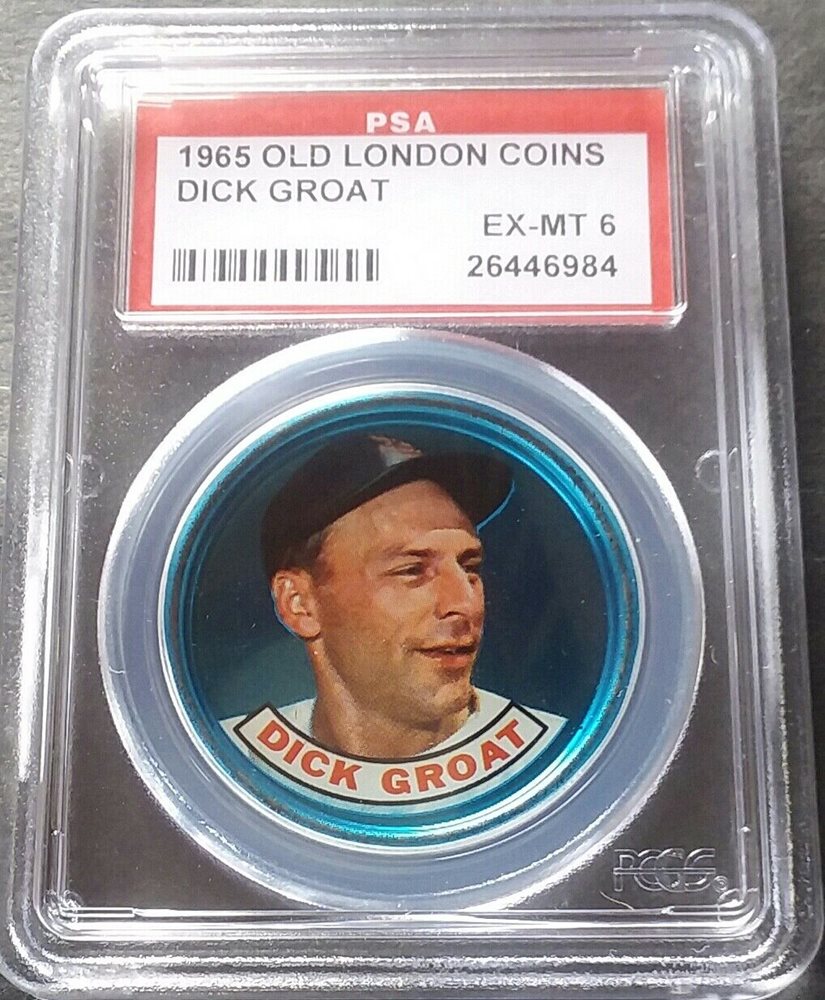 PSA
1965 OLD LONDON COINS
DICK GROAT
EX-MT 6
26446984
DICK GROAT
PCGS